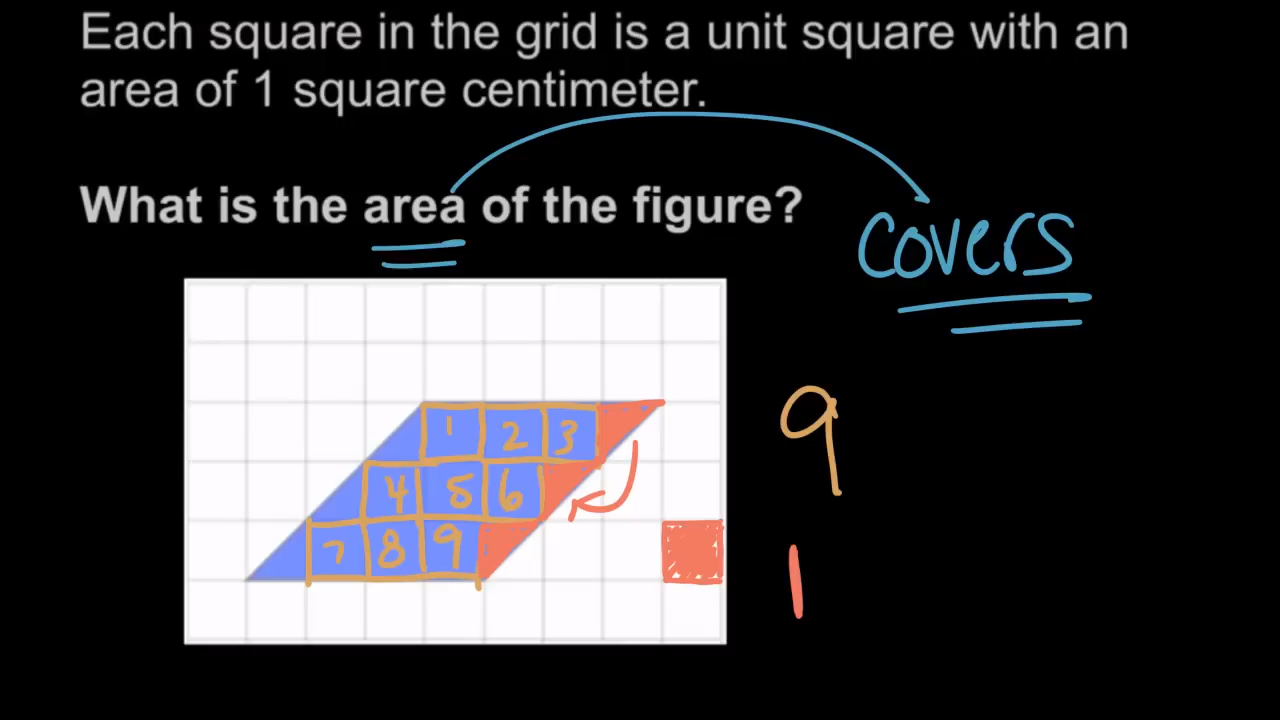 Each square in the grid is a unit square with an
area of 1 square centimeter.
What is the area of the figure?
covers
1 2 3
4 5 6
7 8 9
9
1